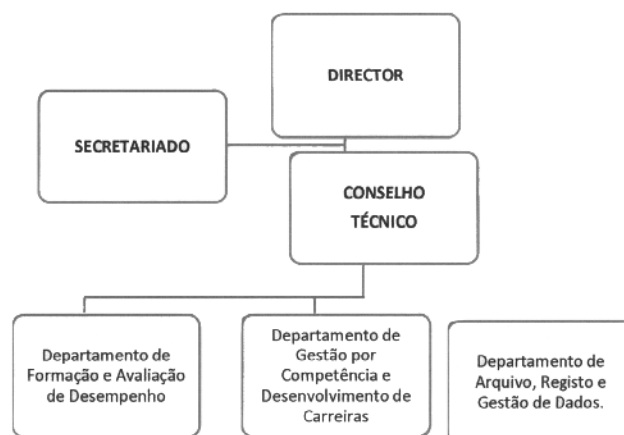 DIRECTOR
SECRETARIADO
CONSELHO
TÉCNICO
Departamento de
Formação e Avaliação
de Desempenho
Departamento de
Gestão por
Competência e
Desenvolvimento de
Carreiras
Departamento de
Arquivo, Registo e
Gestão de Dados.